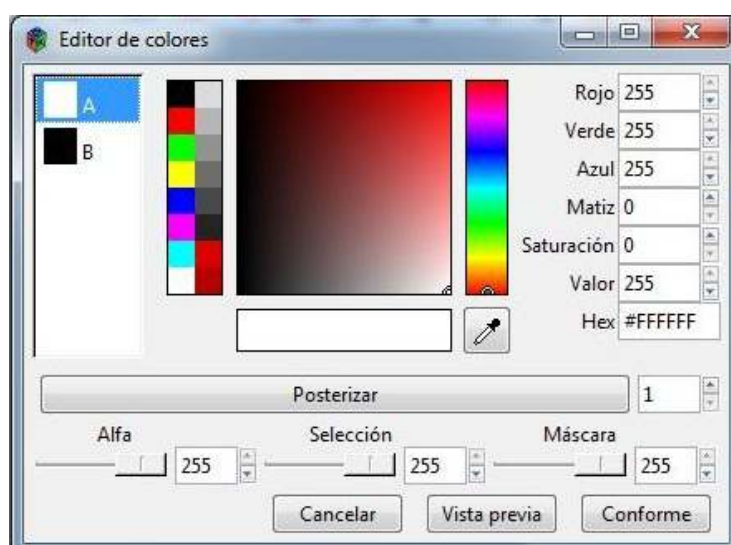 Editor de colores
A
B
Rojo 255
Verde 255
Azul 255
Matiz 0
Saturación 0
Valor 255
Hex #FFFFFF
Posterizar 1
Alfa Selección Máscara
255 255 255
Cancelar Vista previa Conforme